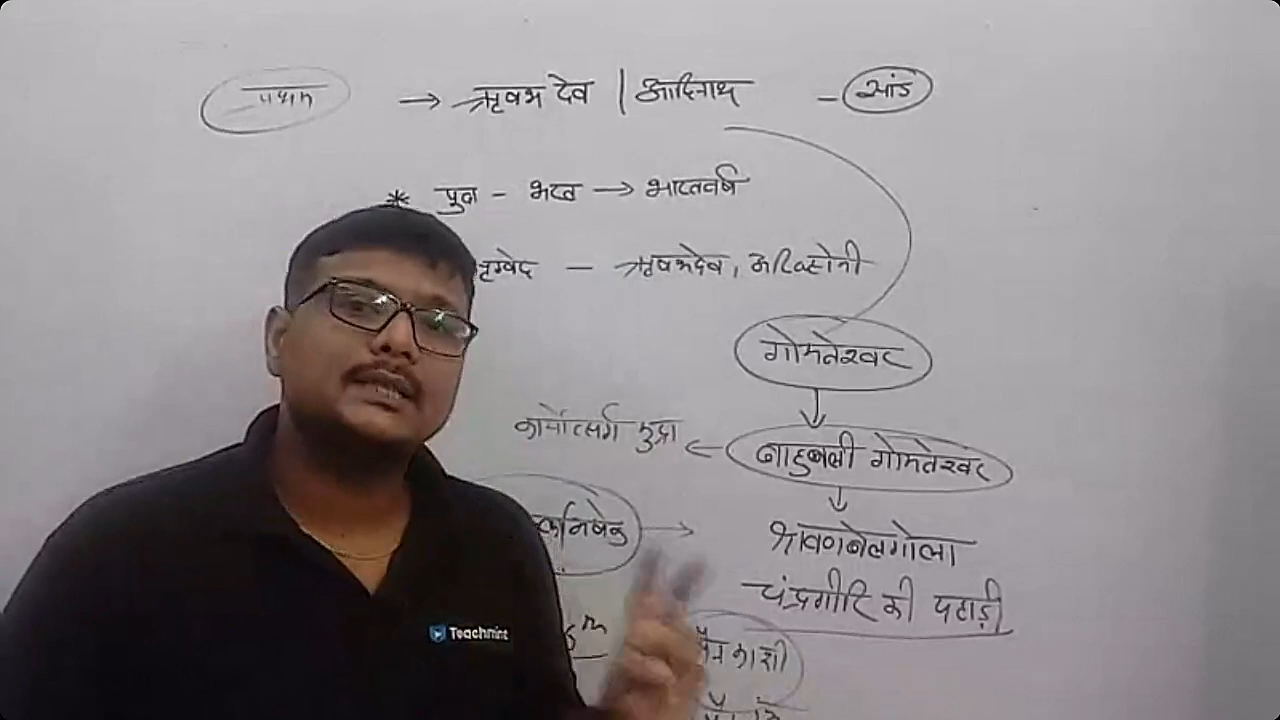 प्रथम → ऋषभ देव | आदिनाथ - सांड
* पुत्र - भरत → भारतवर्ष
ऋग्वेद — ऋषभदेव, अरिष्टनेमी
गोमतेश्वर
कार्योत्सर्ग मुद्रा ← बाहुबली गोमतेश्वर
→ श्रवणबेलगोला
चंद्रगीरि की पहाड़ी
काशी
Teachmint